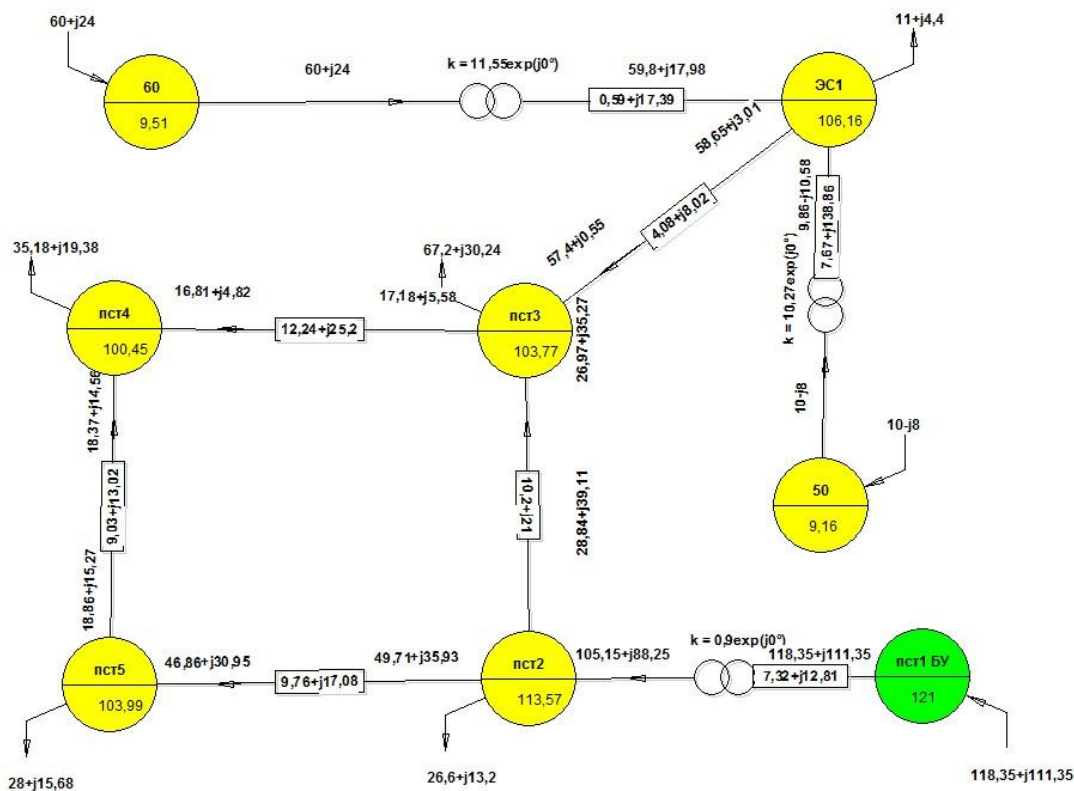 60+j24
11+j4,4
60
9,51
60+j24
k = 11,55exp(j0°)
59,8+j17,98
0,59+j17,39
ЭС1
106,16
58,65+j3,01
4,08+j8,02
57,4+j0,55
9,86-j10,58
7,67+j138,86
k = 10,27exp(j0°)
10-j8
10-j8
50
9,16
35,18+j19,38
пст4
100,45
16,81+j4,82
12,24+j25,2
17,18+j5,58
67,2+j30,24
пст3
103,77
26,97+j35,27
10,2+j21
28,84+j39,11
18,37+j14,56
9,03+j13,02
18,86+j15,27
пст5
103,99
46,86+j30,95
9,76+j17,08
49,71+j35,93
пст2
113,57
105,15+j88,25
k = 0,9exp(j0°)
118,35+j111,35
7,32+j12,81
пст1 БУ
121
28+j15,68
26,6+j13,2
118,35+j111,35